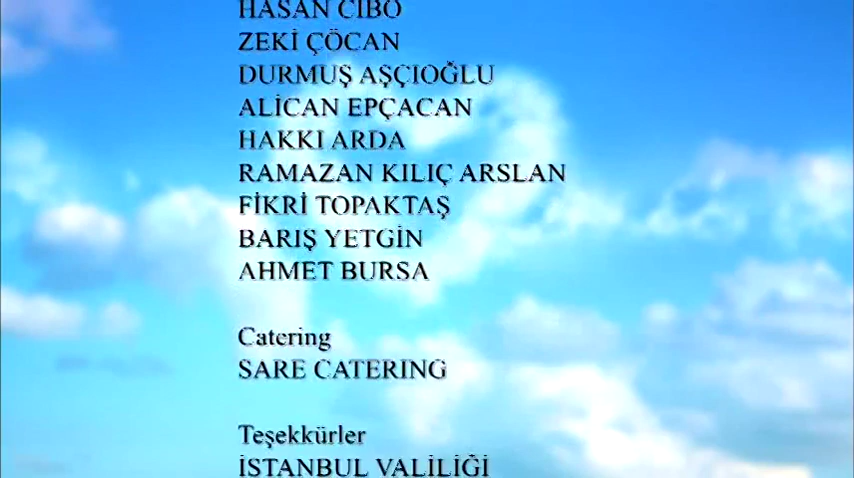 HASAN CİBO
ZEKİ ÇÖCAN
DURMUŞ AŞÇIOĞLU
ALİCAN EPÇACAN
HAKKI ARDA
RAMAZAN KILIÇ ARSLAN
FİKRİ TOPAKTAŞ
BARIŞ YETGİN
AHMET BURSA
Catering
SARE CATERING
Teşekkürler
İSTANBUL VALİLİĞİ